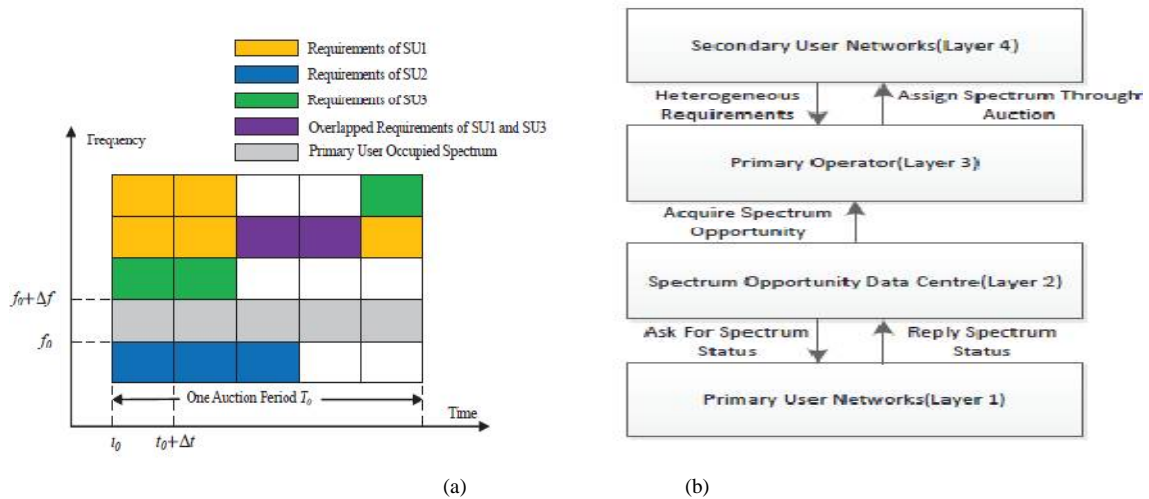 Requirements of SU1
Requirements of SU2
Requirements of SU3
Overlapped Requirements of SU1 and SU3
Primary User Occupied Spectrum
Frequency
f0+Δf
f0
One Auction Period T0
Time
t0
t0+Δt
(a)
Secondary User Networks(Layer 4)
Heterogeneous
Requirements
Assign Spectrum Through
Auction
Primary Operator(Layer 3)
Acquire Spectrum
Opportunity
Spectrum Opportunity Data Centre(Layer 2)
Ask For Spectrum
Status
Reply Spectrum
Status
Primary User Networks(Layer 1)
(b)